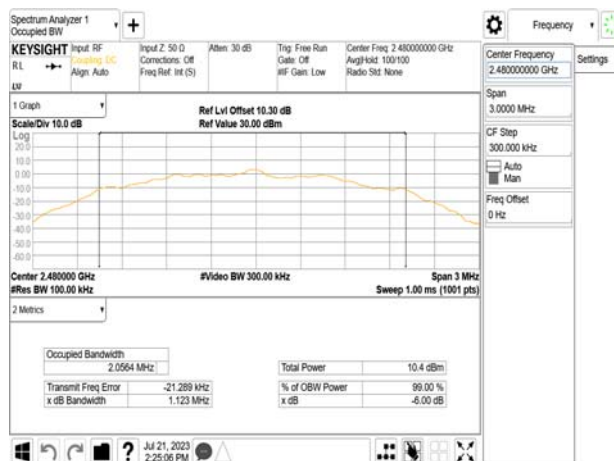 Spectrum Analyzer 1
Occupied BW
Frequency
KEYSIGHT
RL
Input: RF
Coupling: DC
Align: Auto
Input Z: 50 Ω
Corrections: Off
Freq Ref: Int (S)
Atten: 30 dB
Trig: Free Run
Gate: Off
#IF Gain: Low
Center Freq: 2.480000000 GHz
Avg|Hold: 100/100
Radio Std: None
1 Graph
Scale/Div 10.0 dB
Ref Lvl Offset 10.30 dB
Ref Value 30.00 dBm
Log
20.0
10.0
0.00
-10.0
-20.0
-30.0
-40.0
-50.0
-60.0
Center 2.480000 GHz
#Res BW 100.00 kHz
#Video BW 300.00 kHz
Span 3 MHz
Sweep 1.00 ms (1001 pts)
2 Metrics
Occupied Bandwidth
2.0564 MHz
Transmit Freq Error -21.289 kHz
x dB Bandwidth 1.123 MHz
Total Power 10.4 dBm
% of OBW Power 99.00 %
x dB -6.00 dB
Jul 21, 2023
2:25:06 PM
Center Frequency
2.480000000 GHz
Settings
Span
3.0000 MHz
CF Step
300.000 kHz
Auto
Man
Freq Offset
0 Hz